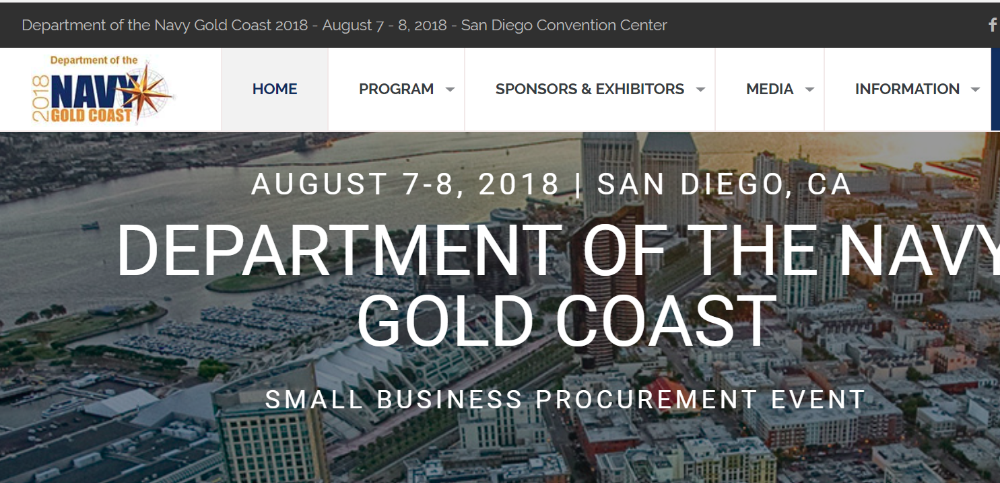 Department of the Navy Gold Coast 2018 - August 7 - 8, 2018 - San Diego Convention Center
f
Department of the
2018
NAVY
GOLD COAST
HOME
PROGRAM
SPONSORS & EXHIBITORS
MEDIA
INFORMATION
AUGUST 7-8, 2018 | SAN DIEGO, CA
DEPARTMENT OF THE NAVY
GOLD COAST
SMALL BUSINESS PROCUREMENT EVENT